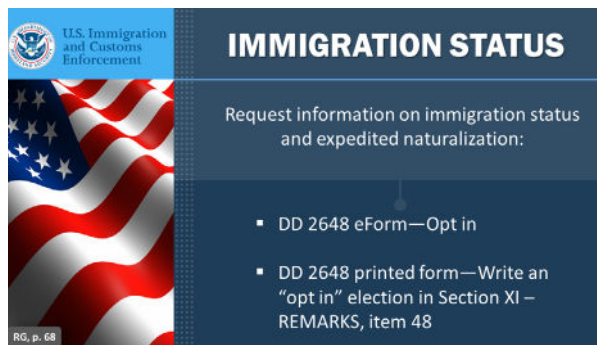 U.S. Immigration
and Customs
Enforcement
IMMIGRATION STATUS
Request information on immigration status
and expedited naturalization:
▪ DD 2648 eForm—Opt in
▪ DD 2648 printed form—Write an
“opt in” election in Section XI –
REMARKS, item 48
RG, p. 68